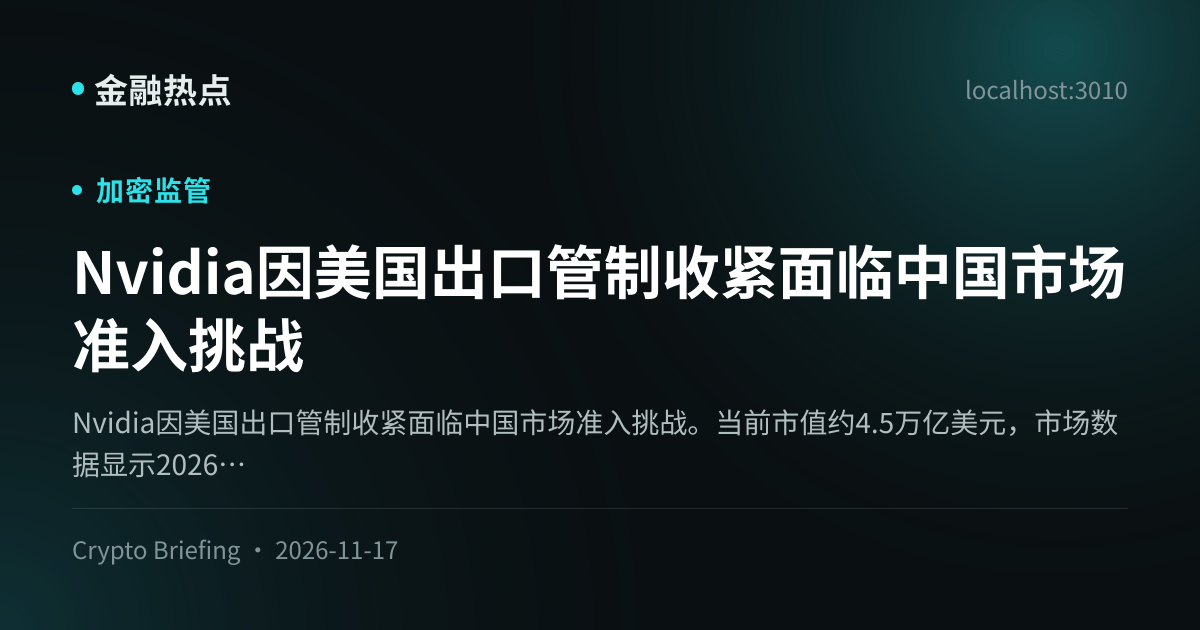 金融热点
localhost:3010
加密监管
Nvidia因美国出口管制收紧面临中国市场
准入挑战
Nvidia因美国出口管制收紧面临中国市场准入挑战。当前市值约4.5万亿美元，市场数
据显示2026…
Crypto Briefing · 2026-11-17